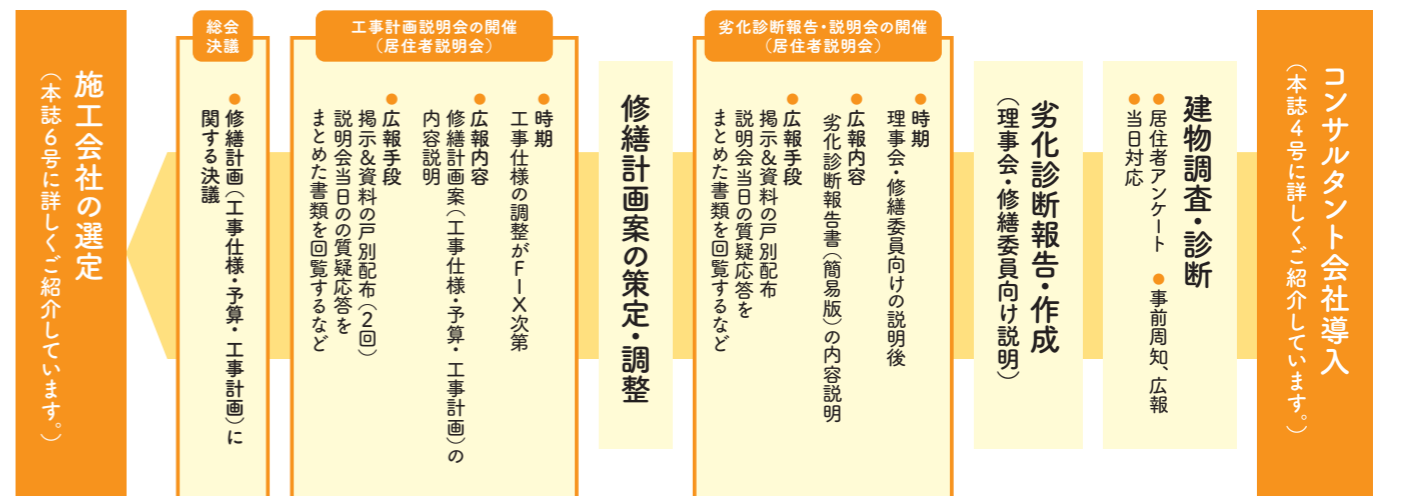 コンサルタント会社導入
（本誌４号に詳しくご紹介しています。）
建物調査・診断
●居住者アンケート ●事前周知、広報
●当日対応
劣化診断報告・作成
（理事会・修繕委員向け説明）
劣化診断報告・説明会の開催
（居住者説明会）
●時期
理事会・修繕委員向けの説明後
●広報内容
劣化診断報告書（簡易版）の内容説明
●広報手段
掲示＆資料の戸別配布
説明会当日の質疑応答を
まとめた書類を回覧するなど
修繕計画案の策定・調整
工事計画説明会の開催
（居住者説明会）
●時期
工事仕様の調整がFIX次第
●広報内容
修繕計画案（工事仕様・予算・工事計画）の
内容説明
●広報手段
掲示＆資料の戸別配布（２回）
説明会当日のの質疑応答を
まとめた書類を回覧するなど
総会
決議
●修繕計画（工事仕様・予算・工事計画）に
関する決議
施工会社の選定
（本誌６号に詳しくご紹介しています。）